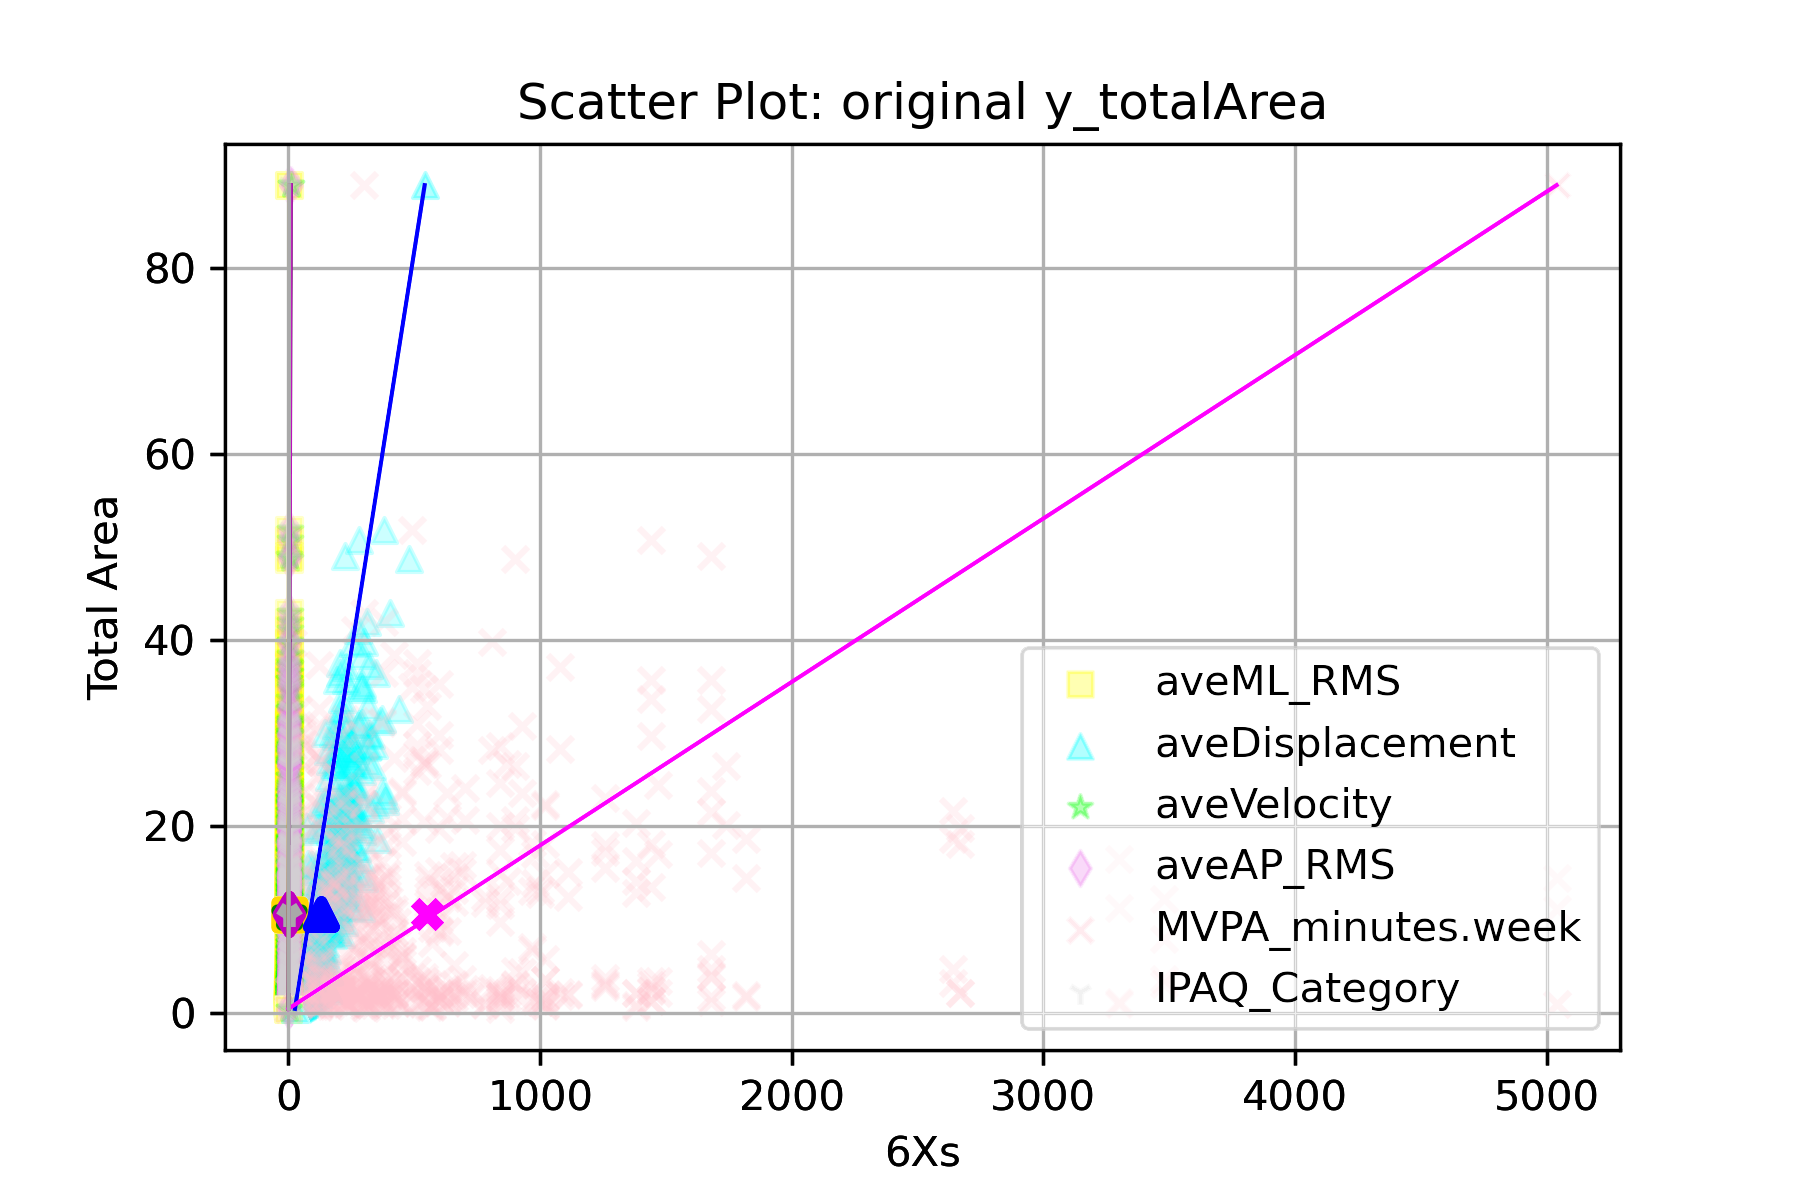 Scatter Plot: original y_totalArea
80
60
40
20
0
Total Area
aveML_RMS
aveDisplacement
aveVelocity
aveAP_RMS
MVPA_minutes.week
IPAQ_Category
0 1000 2000 3000 4000 5000
6Xs